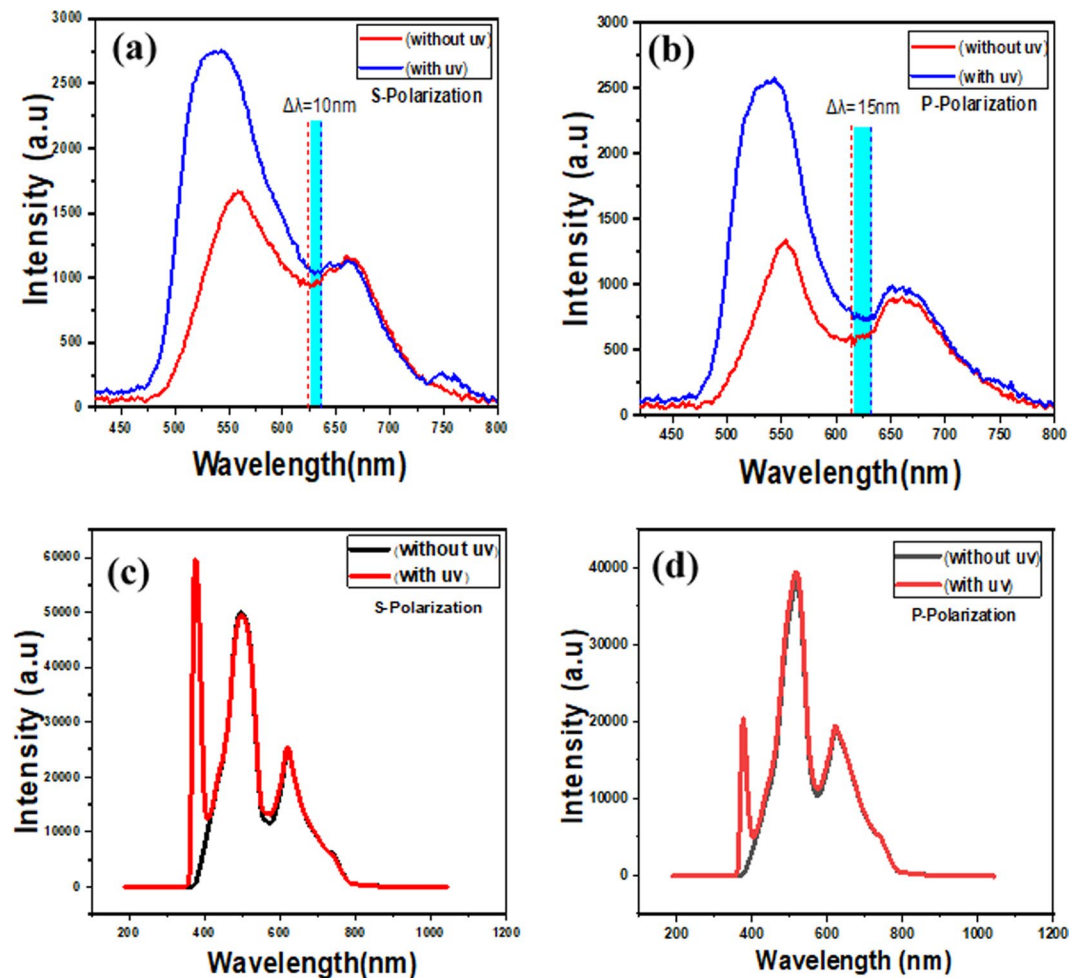 (a)
(without uv)
(with uv)
S-Polarization
Δλ=10nm
3000
2500
2000
1500
1000
500
0
Intensity (a.u)
450 500 550 600 650 700 750 800
Wavelength(nm)
(b)
(without uv)
(with uv)
P-Polarization
Δλ=15nm
3000
2500
2000
1500
1000
500
0
Intensity (a.u)
450 500 550 600 650 700 750 800
Wavelength(nm)
(c)
(without uv)
(with uv)
S-Polarization
60000
50000
40000
30000
20000
10000
0
Intensity (a.u)
200 400 600 800 1000 1200
Wavelength(nm)
(d)
(without uv)
(with uv)
P-Polarization
40000
30000
20000
10000
0
Intensity (a.u)
200 400 600 800 1000 1200
Wavelength (nm)